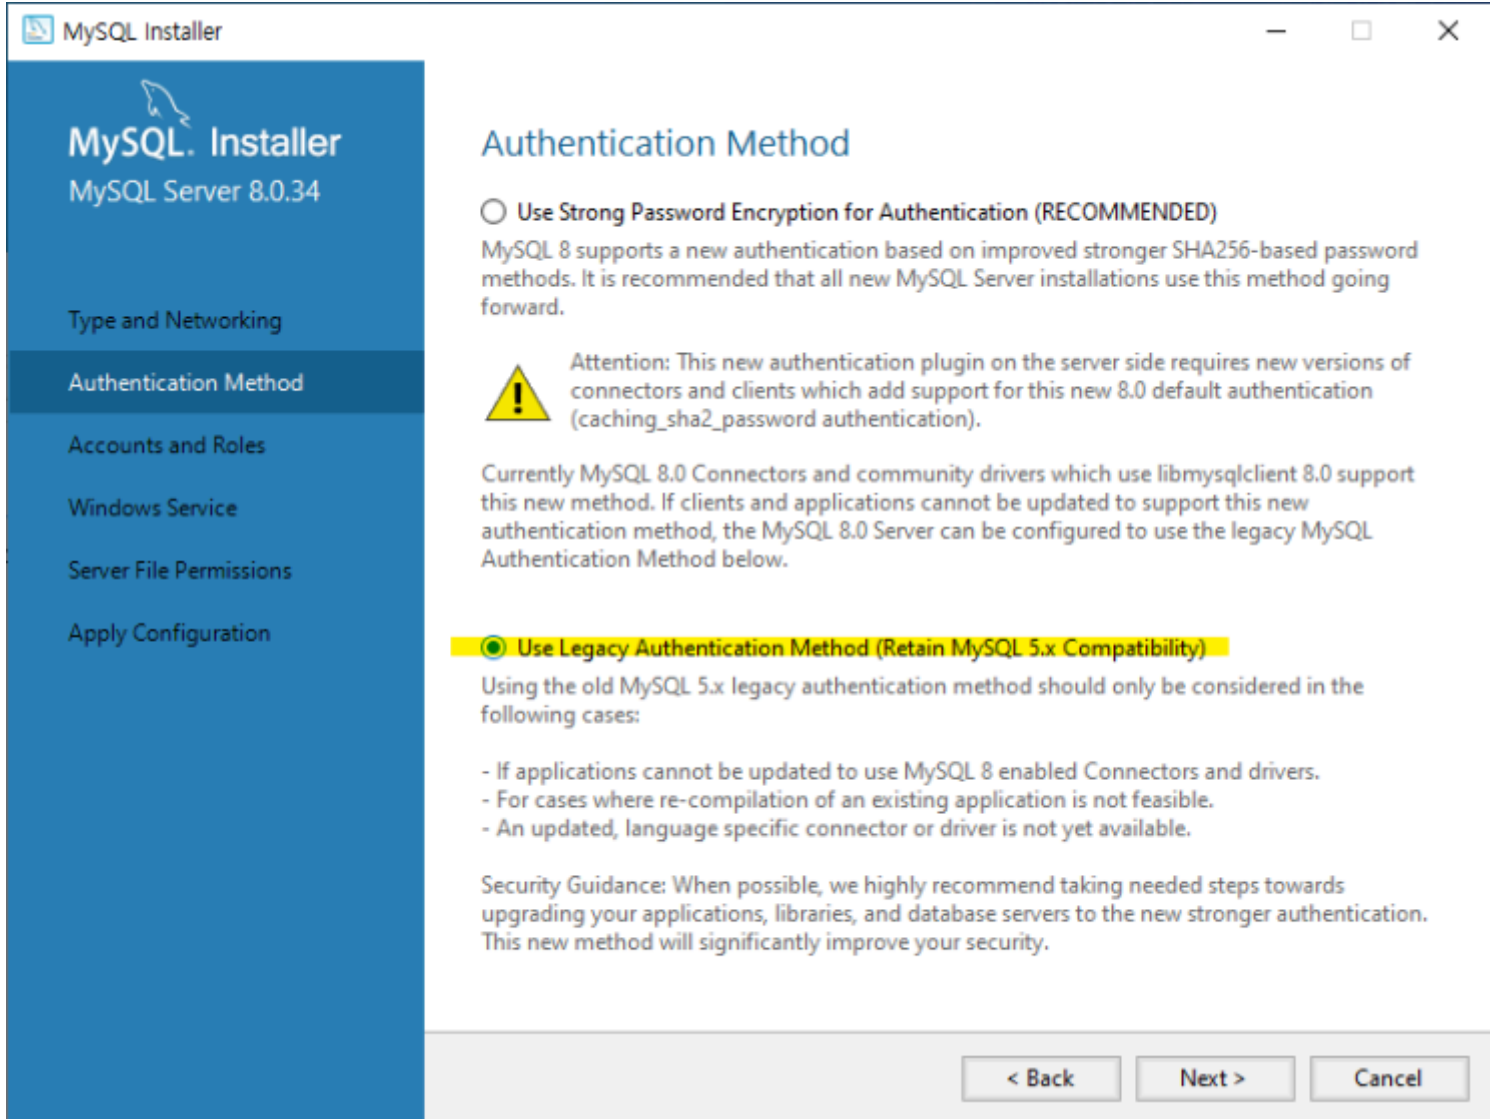 MySQL Installer
MySQL. Installer
MySQL Server 8.0.34
Type and Networking
Authentication Method
Accounts and Roles
Windows Service
Server File Permissions
Apply Configuration
Authentication Method
Use Strong Password Encryption for Authentication (RECOMMENDED)
MySQL 8 supports a new authentication based on improved stronger SHA256-based password
methods. It is recommended that all new MySQL Server installations use this method going
forward.
Attention: This new authentication plugin on the server side requires new versions of
connectors and clients which add support for this new 8.0 default authentication
(caching_sha2_password authentication).
Currently MySQL 8.0 Connectors and community drivers which use libmysqlclient 8.0 support
this new method. If clients and applications cannot be updated to support this new
authentication method, the MySQL 8.0 Server can be configured to use the legacy MySQL
Authentication Method below.
Use Legacy Authentication Method (Retain MySQL 5.x Compatibility)
Using the old MySQL 5.x legacy authentication method should only be considered in the
following cases:
- If applications cannot be updated to use MySQL 8 enabled Connectors and drivers.
- For cases where re-compilation of an existing application is not feasible.
- An updated, language specific connector or driver is not yet available.
Security Guidance: When possible, we highly recommend taking needed steps towards
upgrading your applications, libraries, and database servers to the new stronger authentication.
This new method will significantly improve your security.
< Back
Next >
Cancel